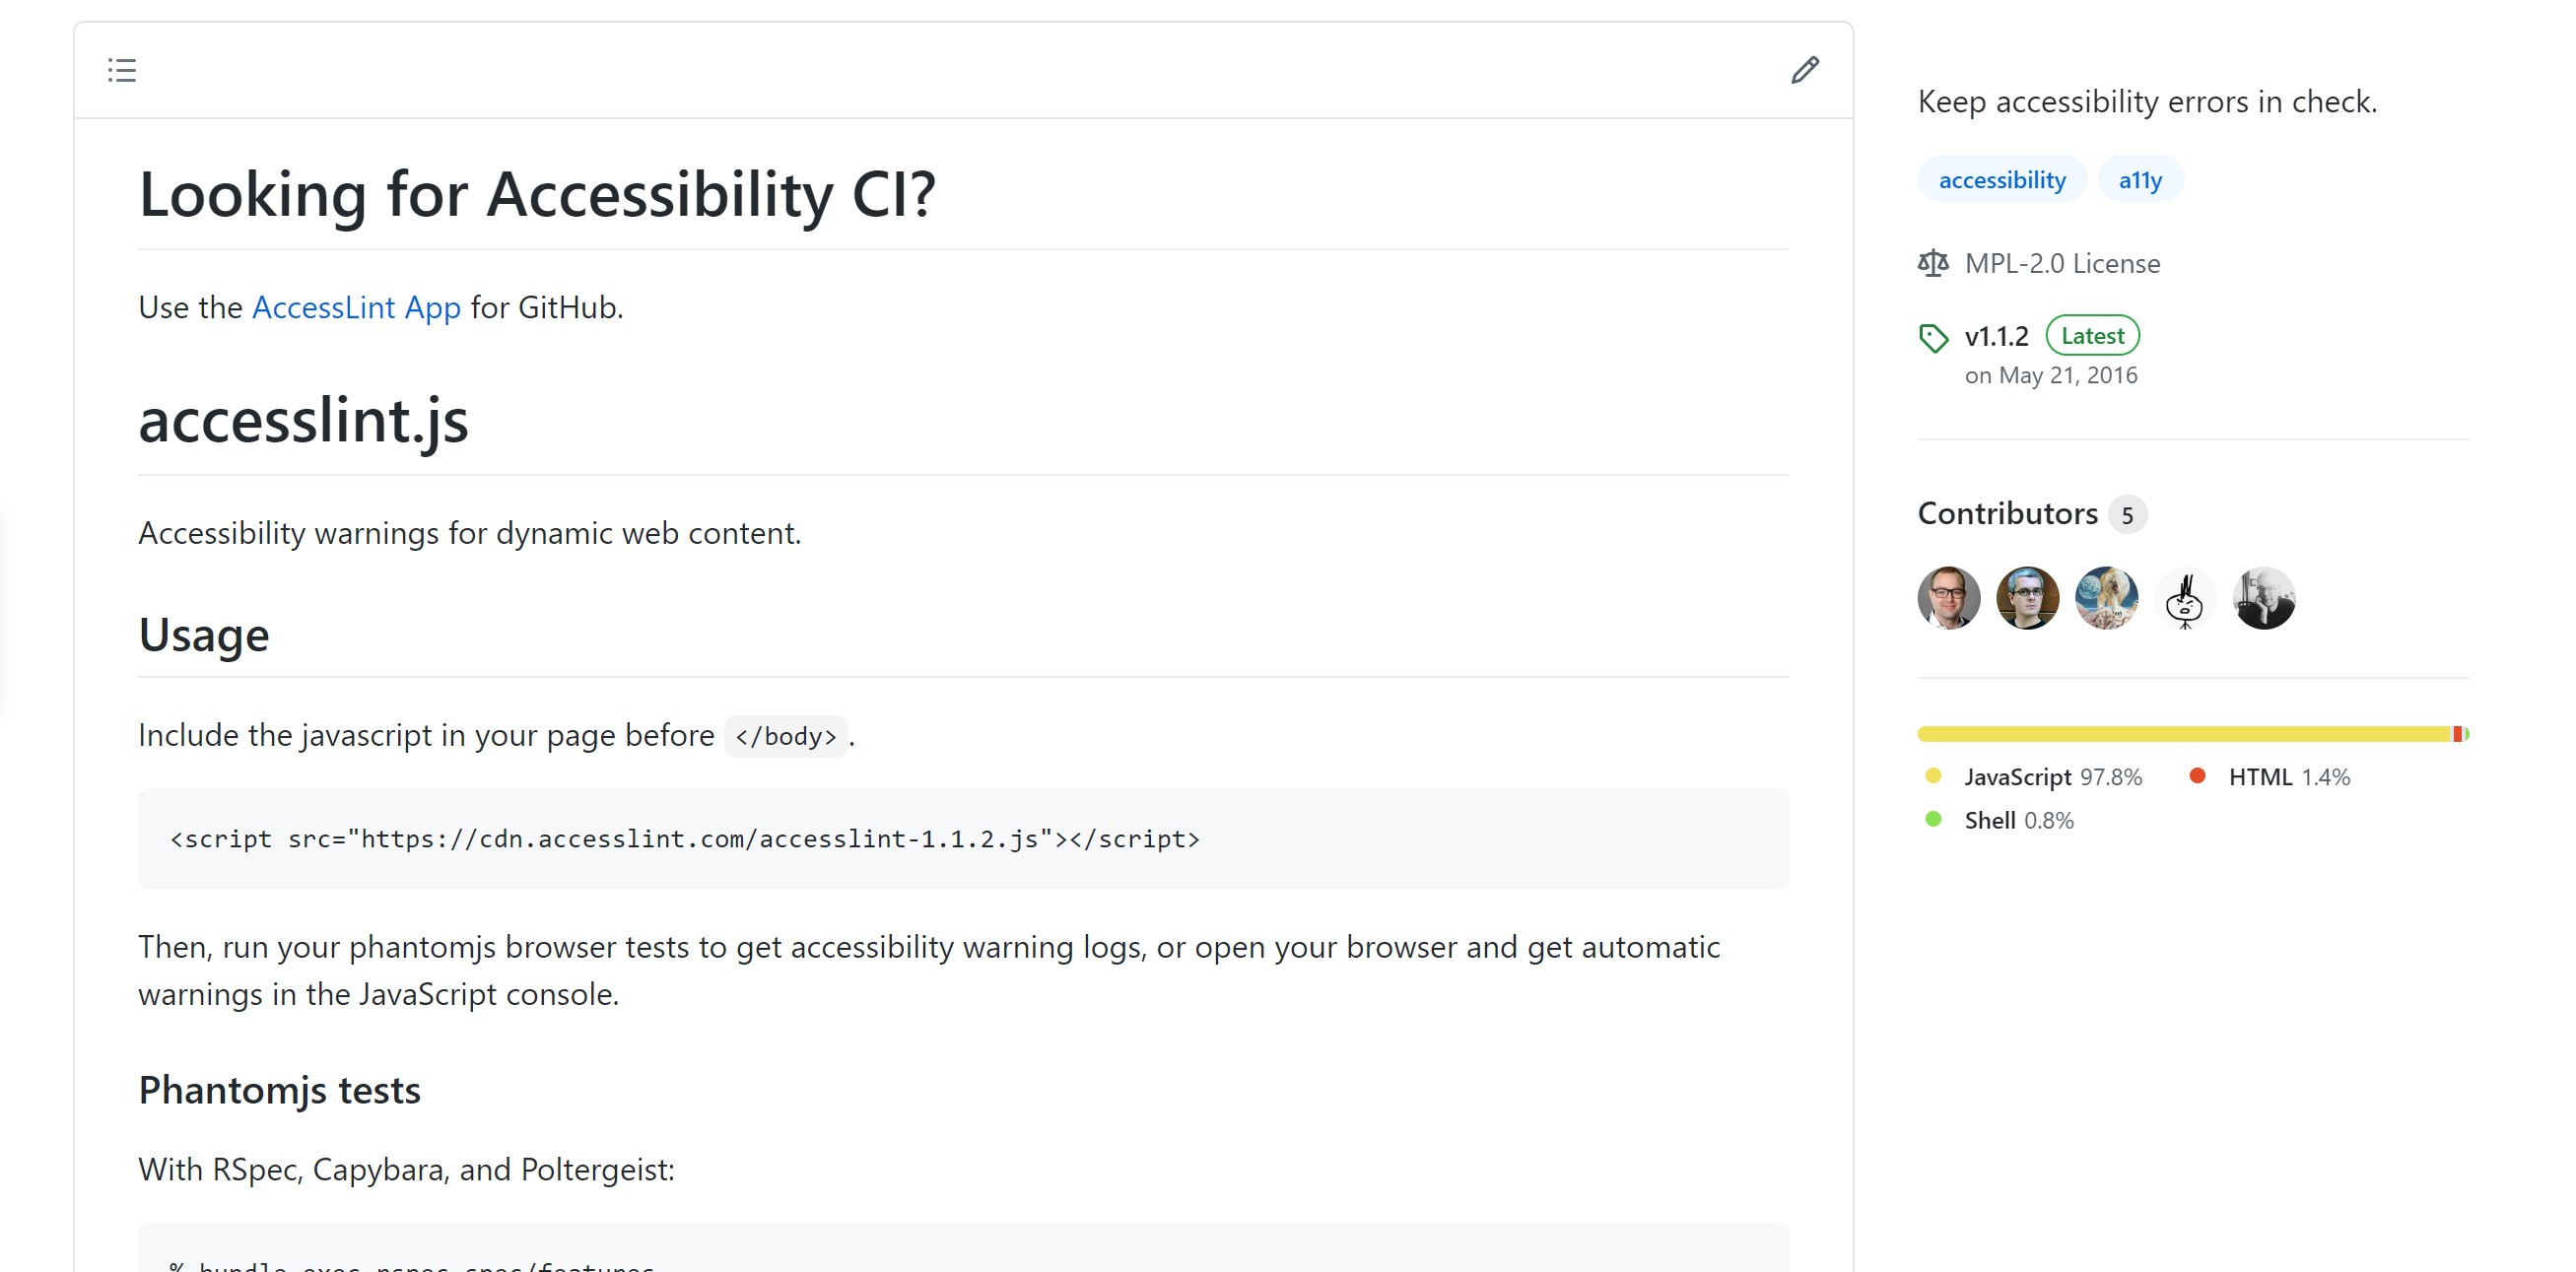 Looking for Accessibility CI?
Use the AccessLint App for GitHub.
accesslint.js
Accessibility warnings for dynamic web content.
Usage
Include the javascript in your page before </body>.
<script src="https://cdn.accesslint.com/accesslint-1.1.2.js"></script>
Then, run your phantomjs browser tests to get accessibility warning logs, or open your browser and get automatic
warnings in the JavaScript console.
Phantomjs tests
With RSpec, Capybara, and Poltergeist:
% bundle exec rspec spec/features
Keep accessibility errors in check.
accessibility a11y
MPL-2.0 License
v1.1.2 Latest
on May 21, 2016
Contributors 5
JavaScript 97.8% HTML 1.4%
Shell 0.8%